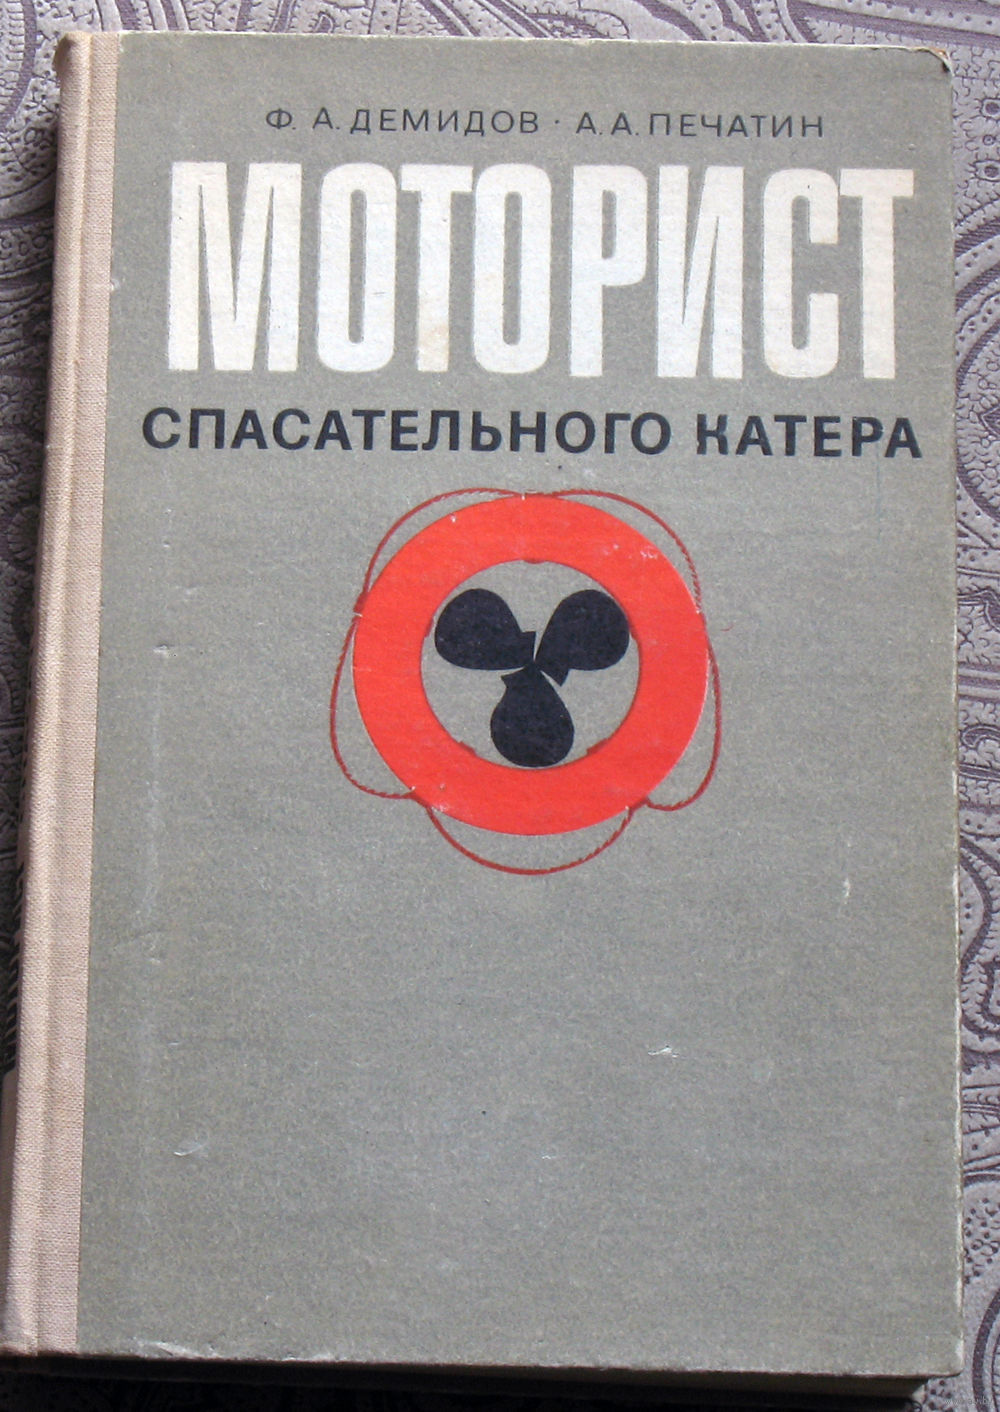 Ф. А. ДЕМИДОВ · А. А. ПЕЧАТИН
МОТОРИСТ
СПАСАТЕЛЬНОГО КАТЕРА